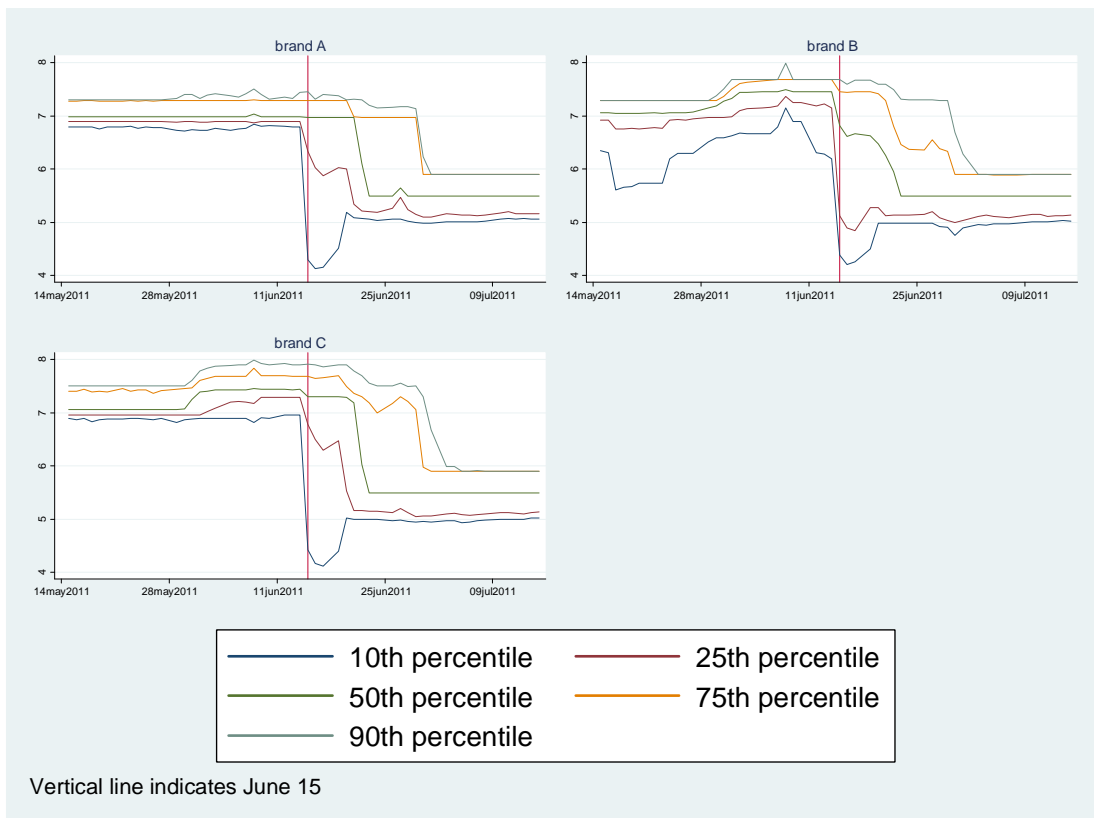 brand A
8
7
6
5
4
14may2011 28may2011 11jun2011 25jun2011 09jul2011
brand B
8
7
6
5
4
14may2011 28may2011 11jun2011 25jun2011 09jul2011
brand C
8
7
6
5
4
14may2011 28may2011 11jun2011 25jun2011 09jul2011
10th percentile 25th percentile
50th percentile 75th percentile
90th percentile
Vertical line indicates June 15